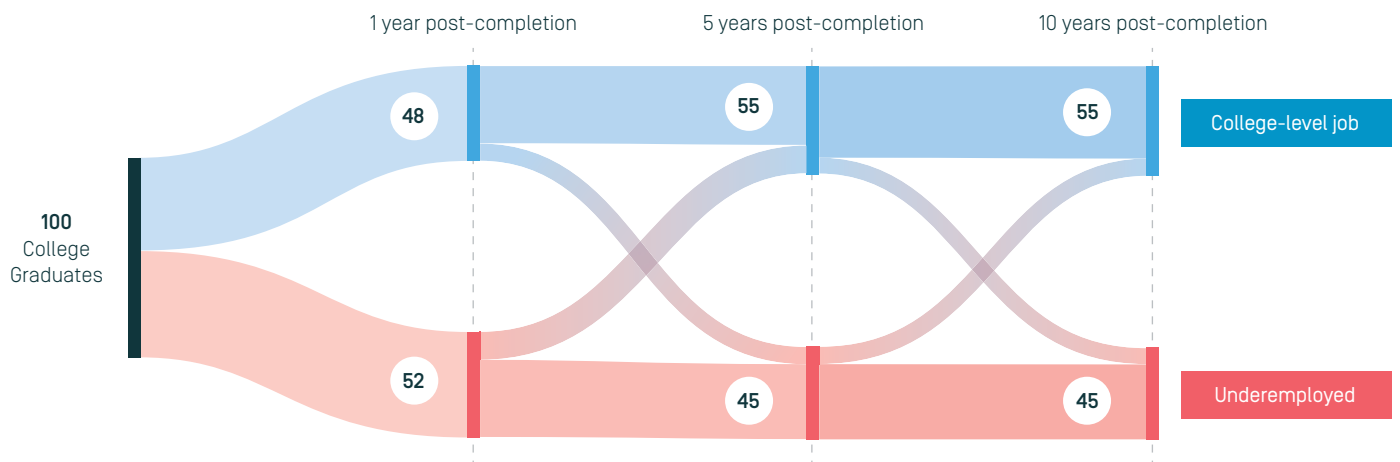 1 year post-completion
5 years post-completion
10 years post-completion
48
55
55
College-level job
100
College
Graduates
52
45
45
Underemployed